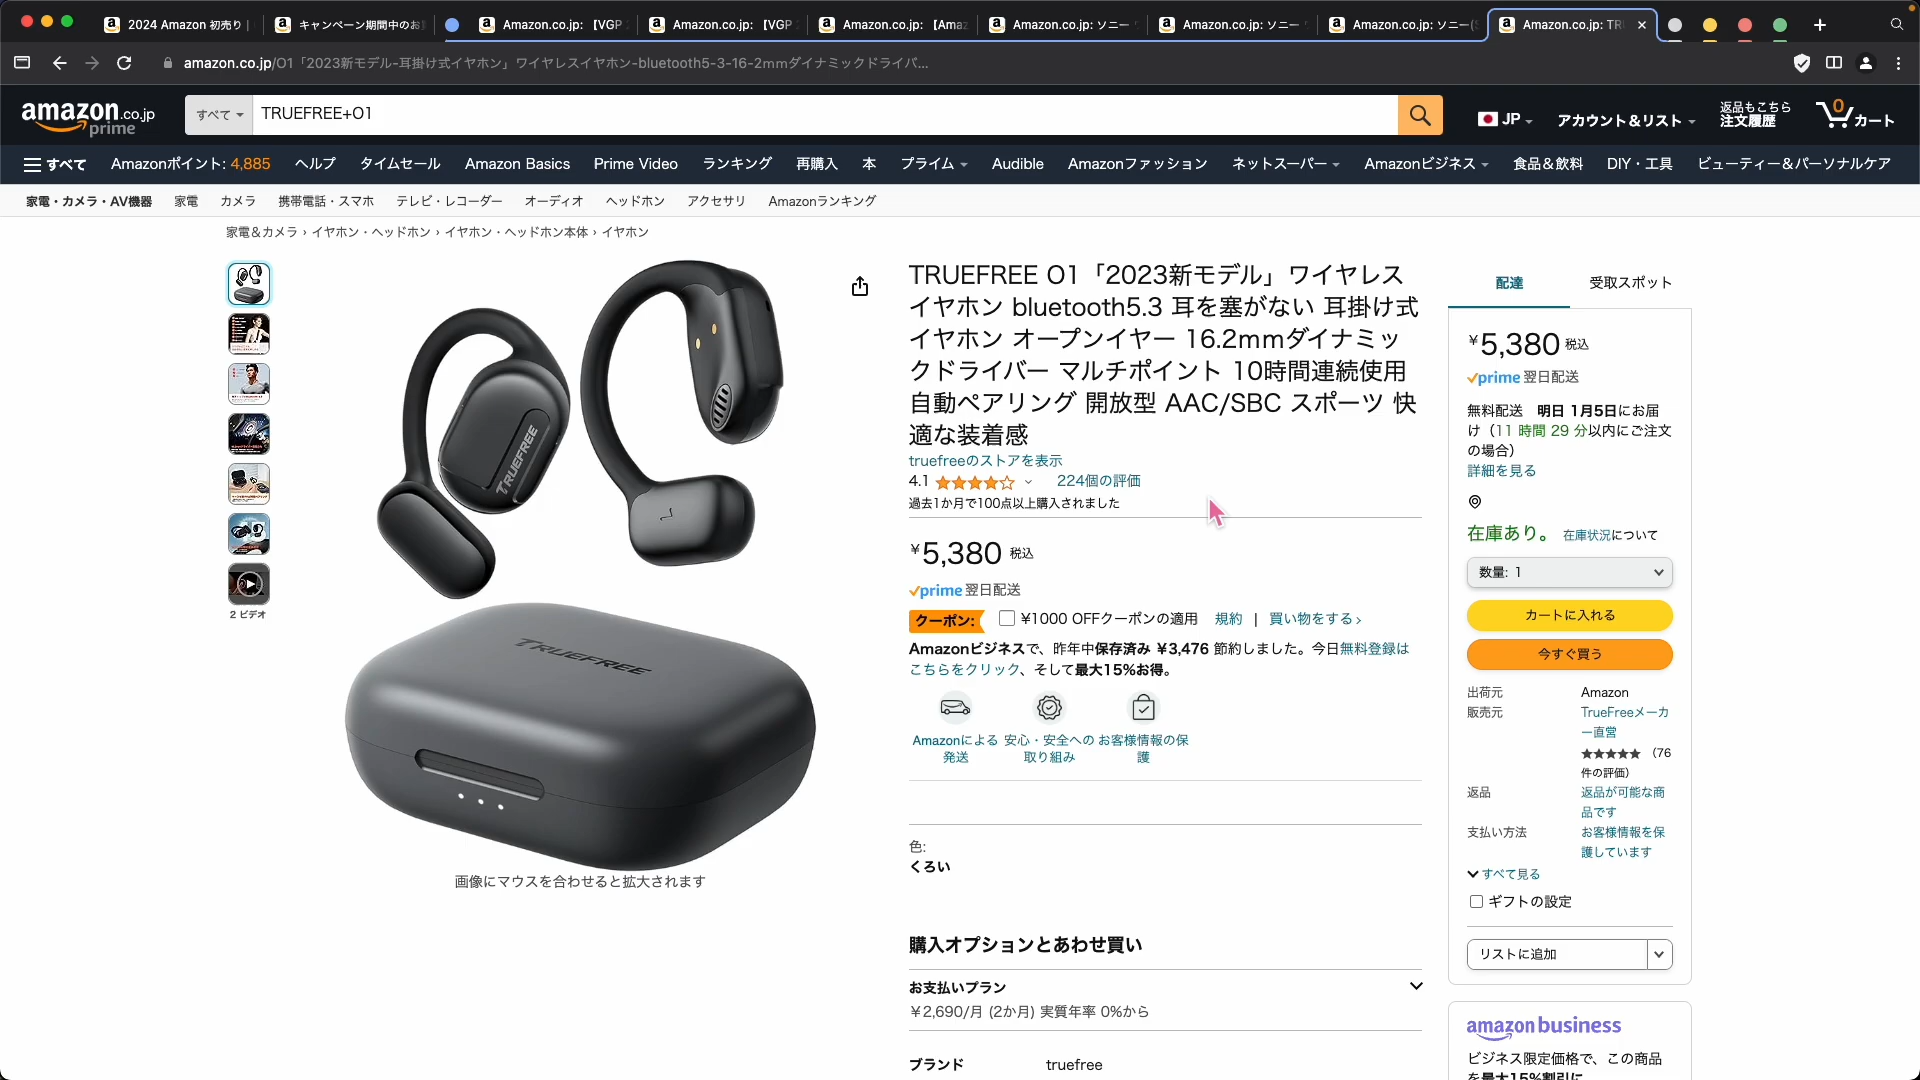 2024 Amazon 初売り |
キャンペーン期間中のお
Amazon.co.jp: 【VGP
Amazon.co.jp: 【VGP
Amazon.co.jp: 【Amaz
Amazon.co.jp: ソニー
Amazon.co.jp: ソニー
Amazon.co.jp: ソニー(
Amazon.co.jp: TR
amazon.co.jp/O1「2023新モデル-耳掛け式イヤホン」ワイヤレスイヤホン-bluetooth5-3-16-2mmダイナミックドライバ...
amazon.co.jp
prime
すべて
TRUEFREE+O1
JP
アカウント＆リスト
返品もこちら
注文履歴
0
カート
すべて
Amazonポイント: 4,885
ヘルプ
タイムセール
Amazon Basics
Prime Video
ランキング
再購入
本
プライム
Audible
Amazonファッション
ネットスーパー
Amazonビジネス
食品＆飲料
DIY・工具
ビューティー＆パーソナルケア
家電・カメラ・AV機器
家電
カメラ
携帯電話・スマホ
テレビ・レコーダー
オーディオ
ヘッドホン
アクセサリ
Amazonランキング
家電＆カメラ › イヤホン・ヘッドホン › イヤホン・ヘッドホン本体 › イヤホン
2 ビデオ
TRUEFREE
TRUEFREE
画像にマウスを合わせると拡大されます
TRUEFREE O1「2023新モデル」ワイヤレス
イヤホン bluetooth5.3 耳を塞がない 耳掛け式
イヤホン オープンイヤー 16.2mmダイナミッ
クドライバー マルチポイント 10時間連続使用
自動ペアリング 開放型 AAC/SBC スポーツ 快
適な装着感
truefreeのストアを表示
4.1
224個の評価
過去1か月で100点以上購入されました
¥5,380 税込
prime 翌日配送
クーポン: ¥1000 OFFクーポンの適用 規約 | 買い物をする ›
Amazonビジネスで、昨年中保存済み ¥3,476 節約しました。今日無料登録は
こちらをクリック、そして最大15%お得。
Amazonによる
発送
安心・安全への
取り組み
お客様情報の保
護
色:
くろい
購入オプションとあわせ買い
お支払いプラン
¥2,690/月 (2か月) 実質年率 0%から
ブランド truefree
配達
受取スポット
¥5,380 税込
prime 翌日配送
無料配送 明日 1月5日にお届
け（11 時間 29 分以内にご注文
の場合）
詳細を見る
在庫あり。 在庫状況について
数量: 1
カートに入れる
今すぐ買う
出荷元 Amazon
販売元 TrueFreeメーカ
ー直営
★★★★★ （76
件の評価）
返品 返品が可能な商
品です
支払い方法 お客様情報を保
護しています
すべて見る
ギフトの設定
リストに追加
amazon business
ビジネス限定価格で、この商品
を最大15%割引に